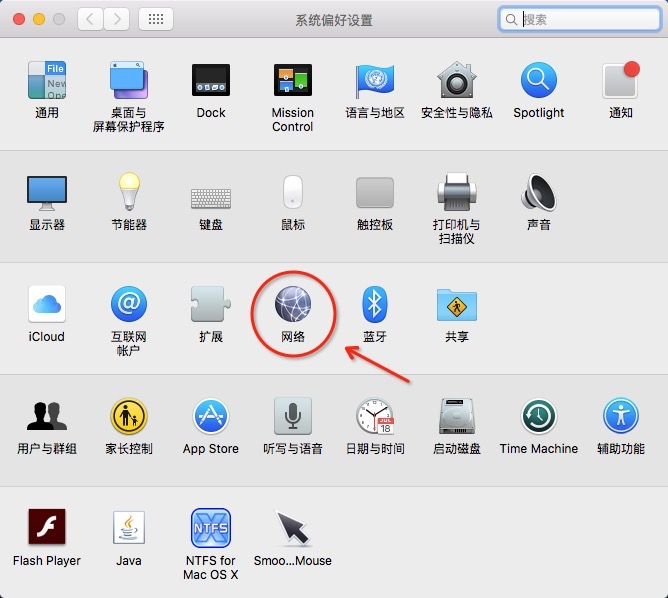 系统偏好设置
搜索
File
New
Ope
通用
桌面与
屏幕保护程序
Dock
Mission
Control
语言与地区
安全性与隐私
Spotlight
通知
显示器
节能器
键盘
鼠标
触控板
打印机与
扫描仪
声音
iCloud
@
互联网
帐户
扩展
网络
蓝牙
共享
用户与群组
家长控制
App Store
听写与语音
JUL
18
日期与时间
启动磁盘
Time Machine
辅助功能
Flash Player
Java
NTFS
NTFS for
Mac OS X
Smoo...Mouse